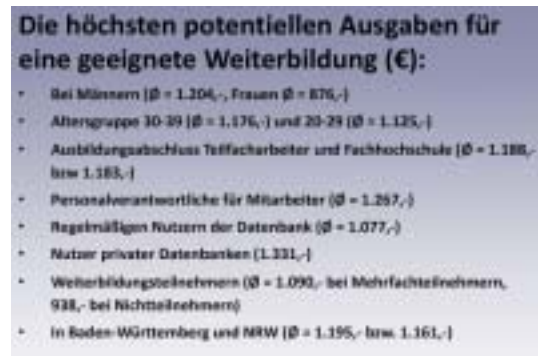 Die höchsten potentiellen Ausgaben für
eine geeignete Weiterbildung (€):
• Bei Männern (Ø = 1.204,-, Frauen Ø = 876,-)
• Altersgruppe 30-39 (Ø = 1.176,-) und 20-29 (Ø = 1.125,-)
• Ausbildungsabschluss Teilfacharbeiter und Fachhochschule (Ø = 1.188,-
bzw 1.183,-)
• Personalverantwortliche für Mitarbeiter (Ø = 1.267,-)
• Regelmäßigen Nutzern der Datenbank (Ø = 1.077,-)
• Nutzer privater Datenbanken (1.331,-)
• Weiterbildungsteilnehmern (Ø = 1.090,- bei Mehrfachteilnehmern,
938,- bei Nichtteilnehmern)
• In Baden-Württemberg und NRW (Ø = 1.195,- bzw. 1.161,-)